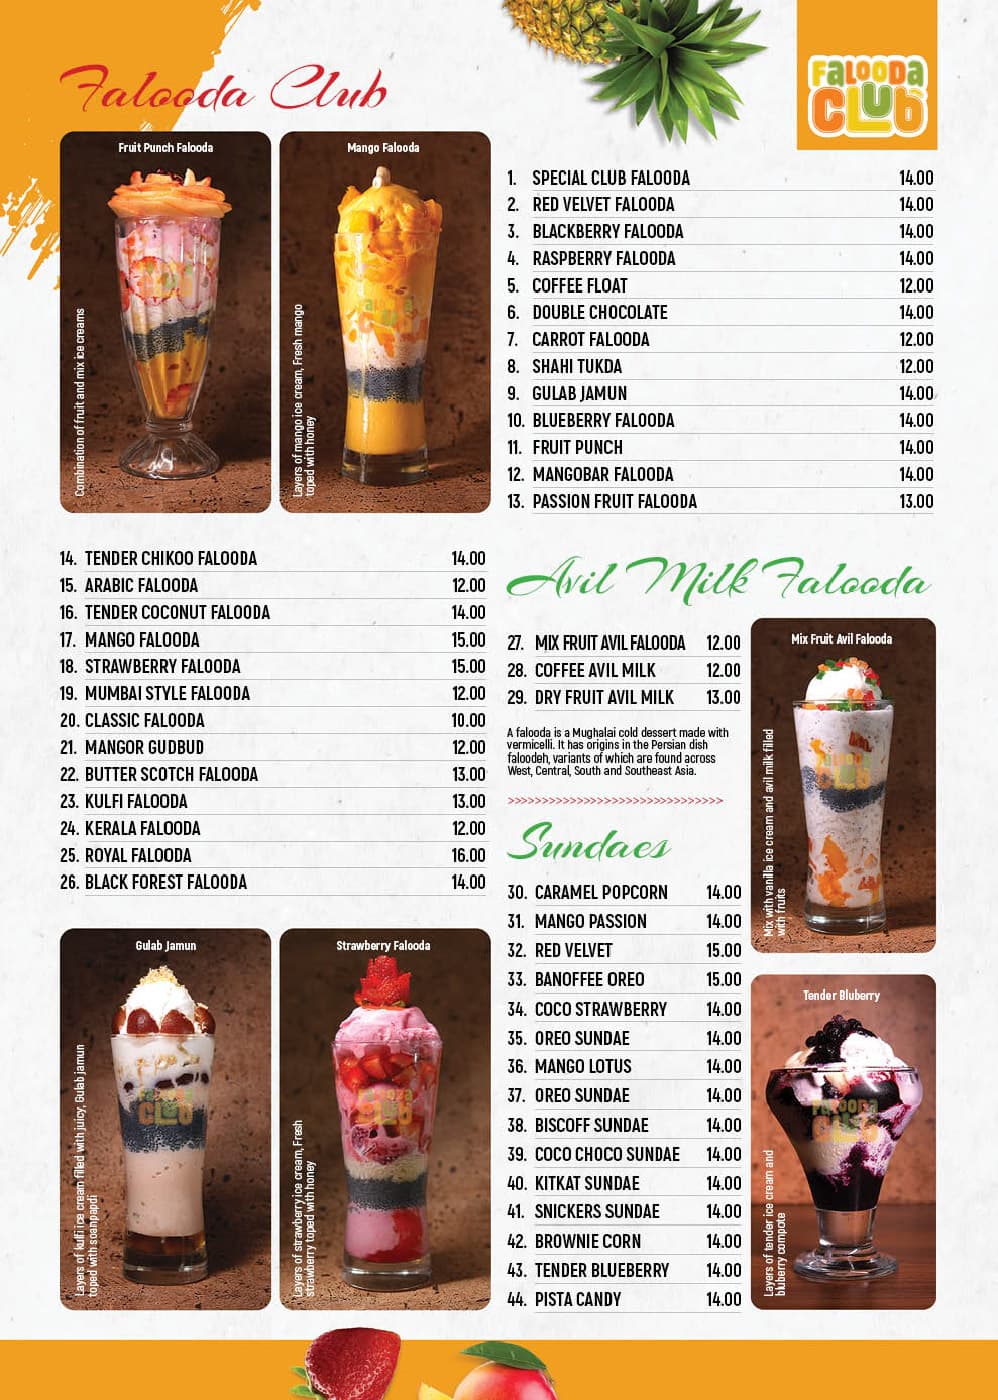 Falooda Club
FALOODA
CLUB
Fruit Punch Falooda
Combination of fruit and mix ice creams
Mango Falooda
Layers of mango ice cream, Fresh mango
toped with honey
1. SPECIAL CLUB FALOODA 14.00
2. RED VELVET FALOODA 14.00
3. BLACKBERRY FALOODA 14.00
4. RASPBERRY FALOODA 14.00
5. COFFEE FLOAT 12.00
6. DOUBLE CHOCOLATE 14.00
7. CARROT FALOODA 12.00
8. SHAHI TUKDA 12.00
9. GULAB JAMUN 14.00
10. BLUEBERRY FALOODA 14.00
11. FRUIT PUNCH 14.00
12. MANGOBAR FALOODA 14.00
13. PASSION FRUIT FALOODA 13.00
14. TENDER CHIKOO FALOODA 14.00
15. ARABIC FALOODA 12.00
16. TENDER COCONUT FALOODA 14.00
17. MANGO FALOODA 15.00
18. STRAWBERRY FALOODA 15.00
19. MUMBAI STYLE FALOODA 12.00
20. CLASSIC FALOODA 10.00
21. MANGOR GUDBUD 12.00
22. BUTTER SCOTCH FALOODA 13.00
23. KULFI FALOODA 13.00
24. KERALA FALOODA 12.00
25. ROYAL FALOODA 16.00
26. BLACK FOREST FALOODA 14.00
Avil Milk Falooda
27. MIX FRUIT AVIL FALOODA 12.00
28. COFFEE AVIL MILK 12.00
29. DRY FRUIT AVIL MILK 13.00
A falooda is a Mughalai cold dessert made with
vermicelli. It has origins in the Persian dish
faloodeh, variants of which are found across
West, Central, South and Southeast Asia.
Mix Fruit Avil Falooda
Mix with vanilla ice cream and avil milk filled
with fruits
Sundaes
30. CARAMEL POPCORN 14.00
31. MANGO PASSION 14.00
32. RED VELVET 15.00
33. BANOFFEE OREO 15.00
34. COCO STRAWBERRY 14.00
35. OREO SUNDAE 14.00
36. MANGO LOTUS 14.00
37. OREO SUNDAE 14.00
38. BISCOFF SUNDAE 14.00
39. COCO CHOCO SUNDAE 14.00
40. KITKAT SUNDAE 14.00
41. SNICKERS SUNDAE 14.00
42. BROWNIE CORN 14.00
43. TENDER BLUEBERRY 14.00
44. PISTA CANDY 14.00
Gulab Jamun
Layers of kulfi ice cream filled with juicy, Gulab jamun
toped with soanpapdi
Strawberry Falooda
Layers of strawberry ice cream, Fresh
strawberry toped with honey
Tender Bluberry
Layers of tender ice cream and
bluberry compote